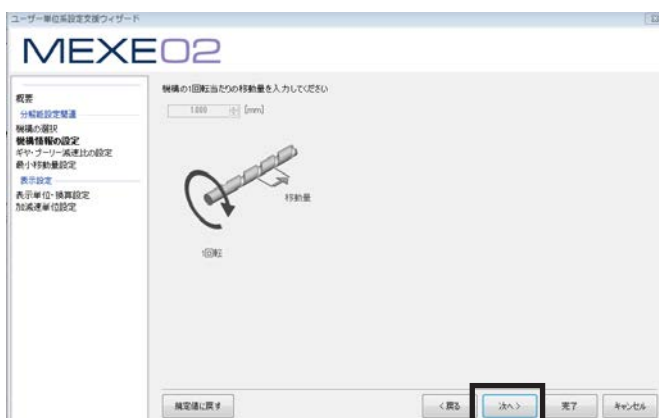 ユーザー単位系設定支援ウィザード
MEXE02
概要
分解能設定関連
機構の選択
機構情報の設定
ギヤ・プーリー減速比の設定
最小移動量設定
表示設定
表示単位・換算設定
加減速単位設定
機構の1回転当たりの移動量を入力してください
1.000 [mm]
移動量
1回転
規定値に戻す
<戻る
次へ>
完了
キャンセル